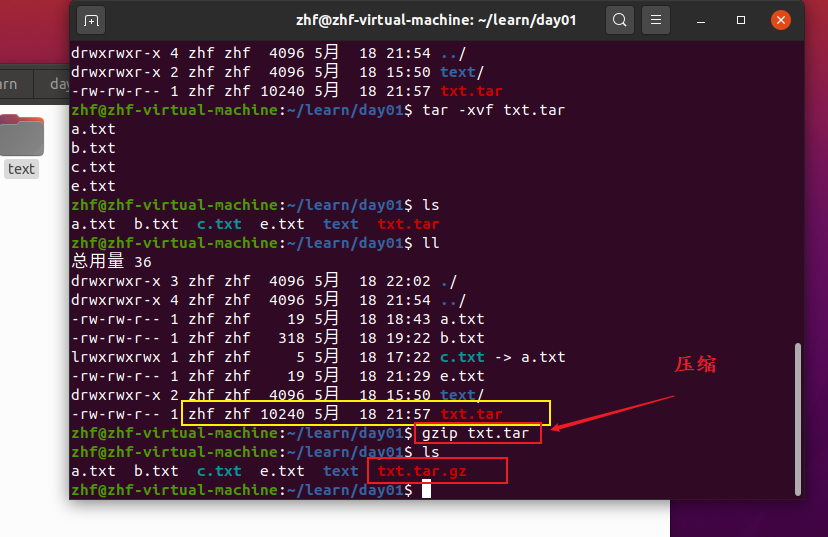 zhf@zhf-virtual-machine: ~/learn/day01
drwxrwxr-x 4 zhf zhf  4096 5月  18 21:54 ../
drwxrwxr-x 2 zhf zhf  4096 5月  18 15:50 text/
-rw-rw-r-- 1 zhf zhf 10240 5月  18 21:57 txt.tar
zhf@zhf-virtual-machine:~/learn/day01$ tar -xvf txt.tar
a.txt
b.txt
c.txt
e.txt
zhf@zhf-virtual-machine:~/learn/day01$ ls
a.txt  b.txt  c.txt  e.txt  text  txt.tar
zhf@zhf-virtual-machine:~/learn/day01$ ll
总用量 36
drwxrwxr-x 3 zhf zhf  4096 5月  18 22:02 ./
drwxrwxr-x 4 zhf zhf  4096 5月  18 21:54 ../
-rw-rw-r-- 1 zhf zhf    19 5月  18 18:43 a.txt
-rw-rw-r-- 1 zhf zhf   318 5月  18 19:22 b.txt
lrwxrwxrwx 1 zhf zhf     5 5月  18 17:22 c.txt -> a.txt
-rw-rw-r-- 1 zhf zhf    19 5月  18 21:29 e.txt
drwxrwxr-x 2 zhf zhf  4096 5月  18 15:50 text/
-rw-rw-r-- 1 zhf zhf 10240 5月  18 21:57 txt.tar
zhf@zhf-virtual-machine:~/learn/day01$ gzip txt.tar
zhf@zhf-virtual-machine:~/learn/day01$ ls
a.txt  b.txt  c.txt  e.txt  text  txt.tar.gz
zhf@zhf-virtual-machine:~/learn/day01$
压缩
text